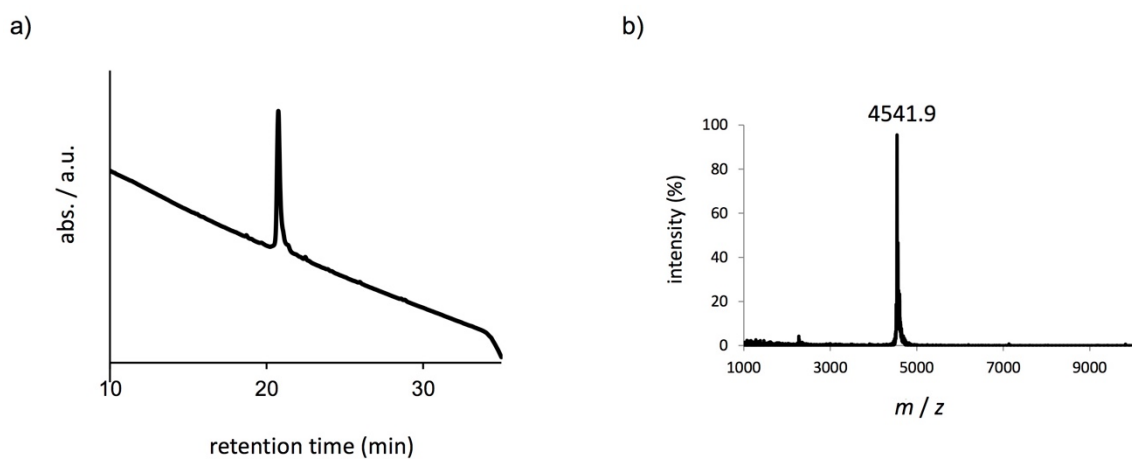 a)
abs. / a.u.
10 20 30
retention time (min)
b)
4541.9
intensity (%)
100
80
60
40
20
0
1000 3000 5000 7000 9000
m / z